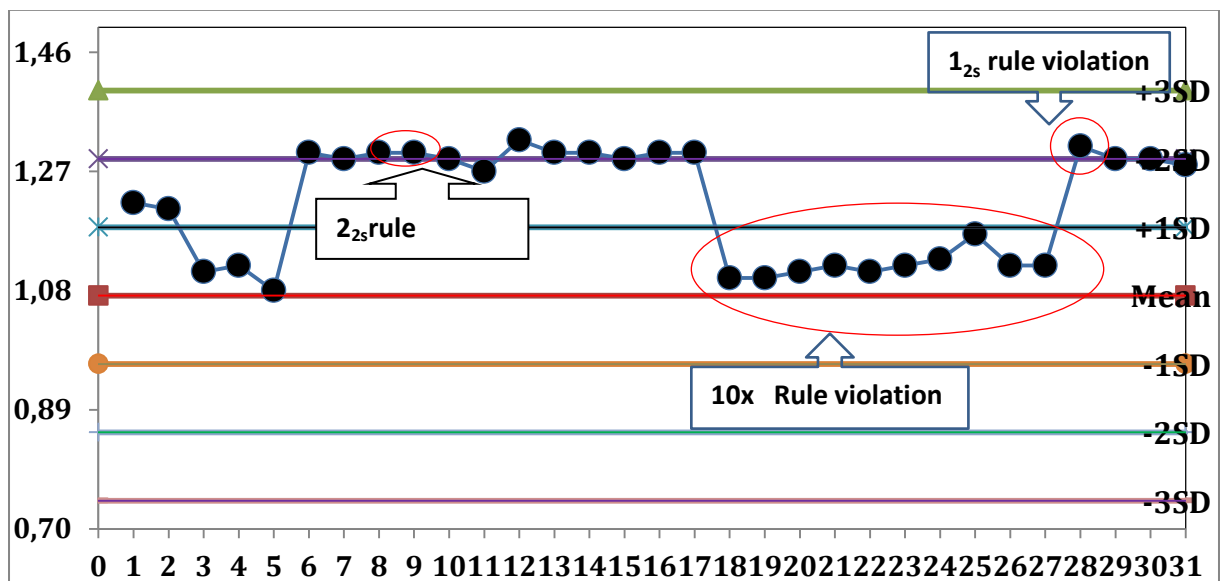 1,46
1₂ₛ rule violation
+3SD
1,27
+2SD
2₂ₛrule
+1SD
1,08
Mean
-1SD
10x Rule violation
0,89
-2SD
-3SD
0,70
0 1 2 3 4 5 6 7 8 9 10 11 12 13 14 15 16 17 18 19 20 21 22 23 24 25 26 27 28 29 30 31